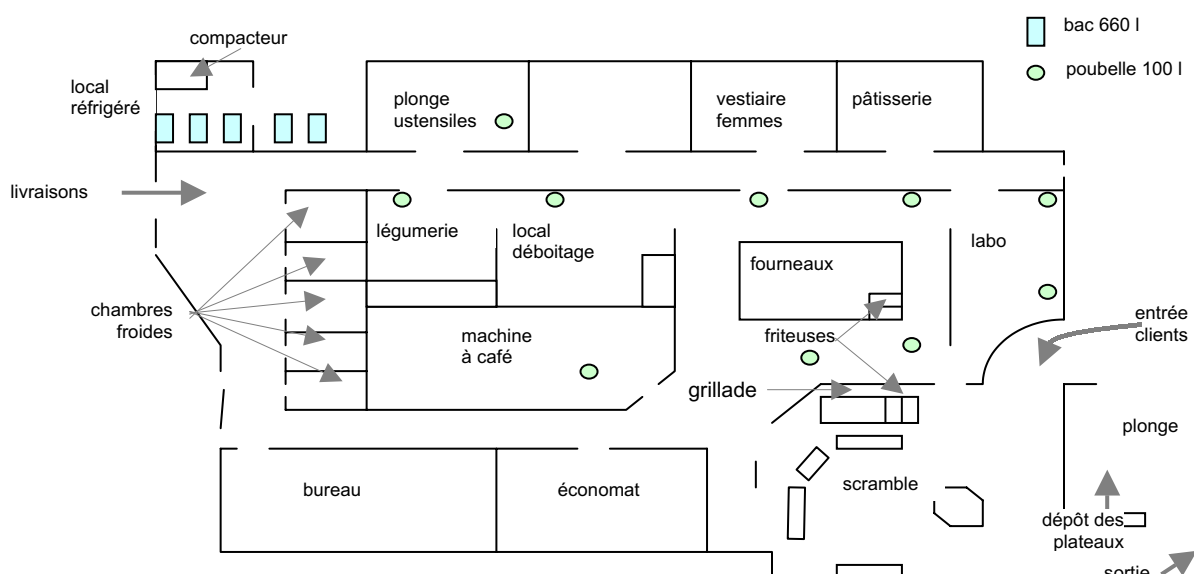 bac 660 l
compacteur
poubelle 100 l
local
réfrigéré
plonge
ustensiles
vestiaire
femmes
pâtisserie
livraisons
légumerie
local
déboitage
labo
fourneaux
chambres
froides
machine
à café
friteuses
entrée
clients
grillade
plonge
bureau
économat
scramble
dépôt des
plateaux
sortie